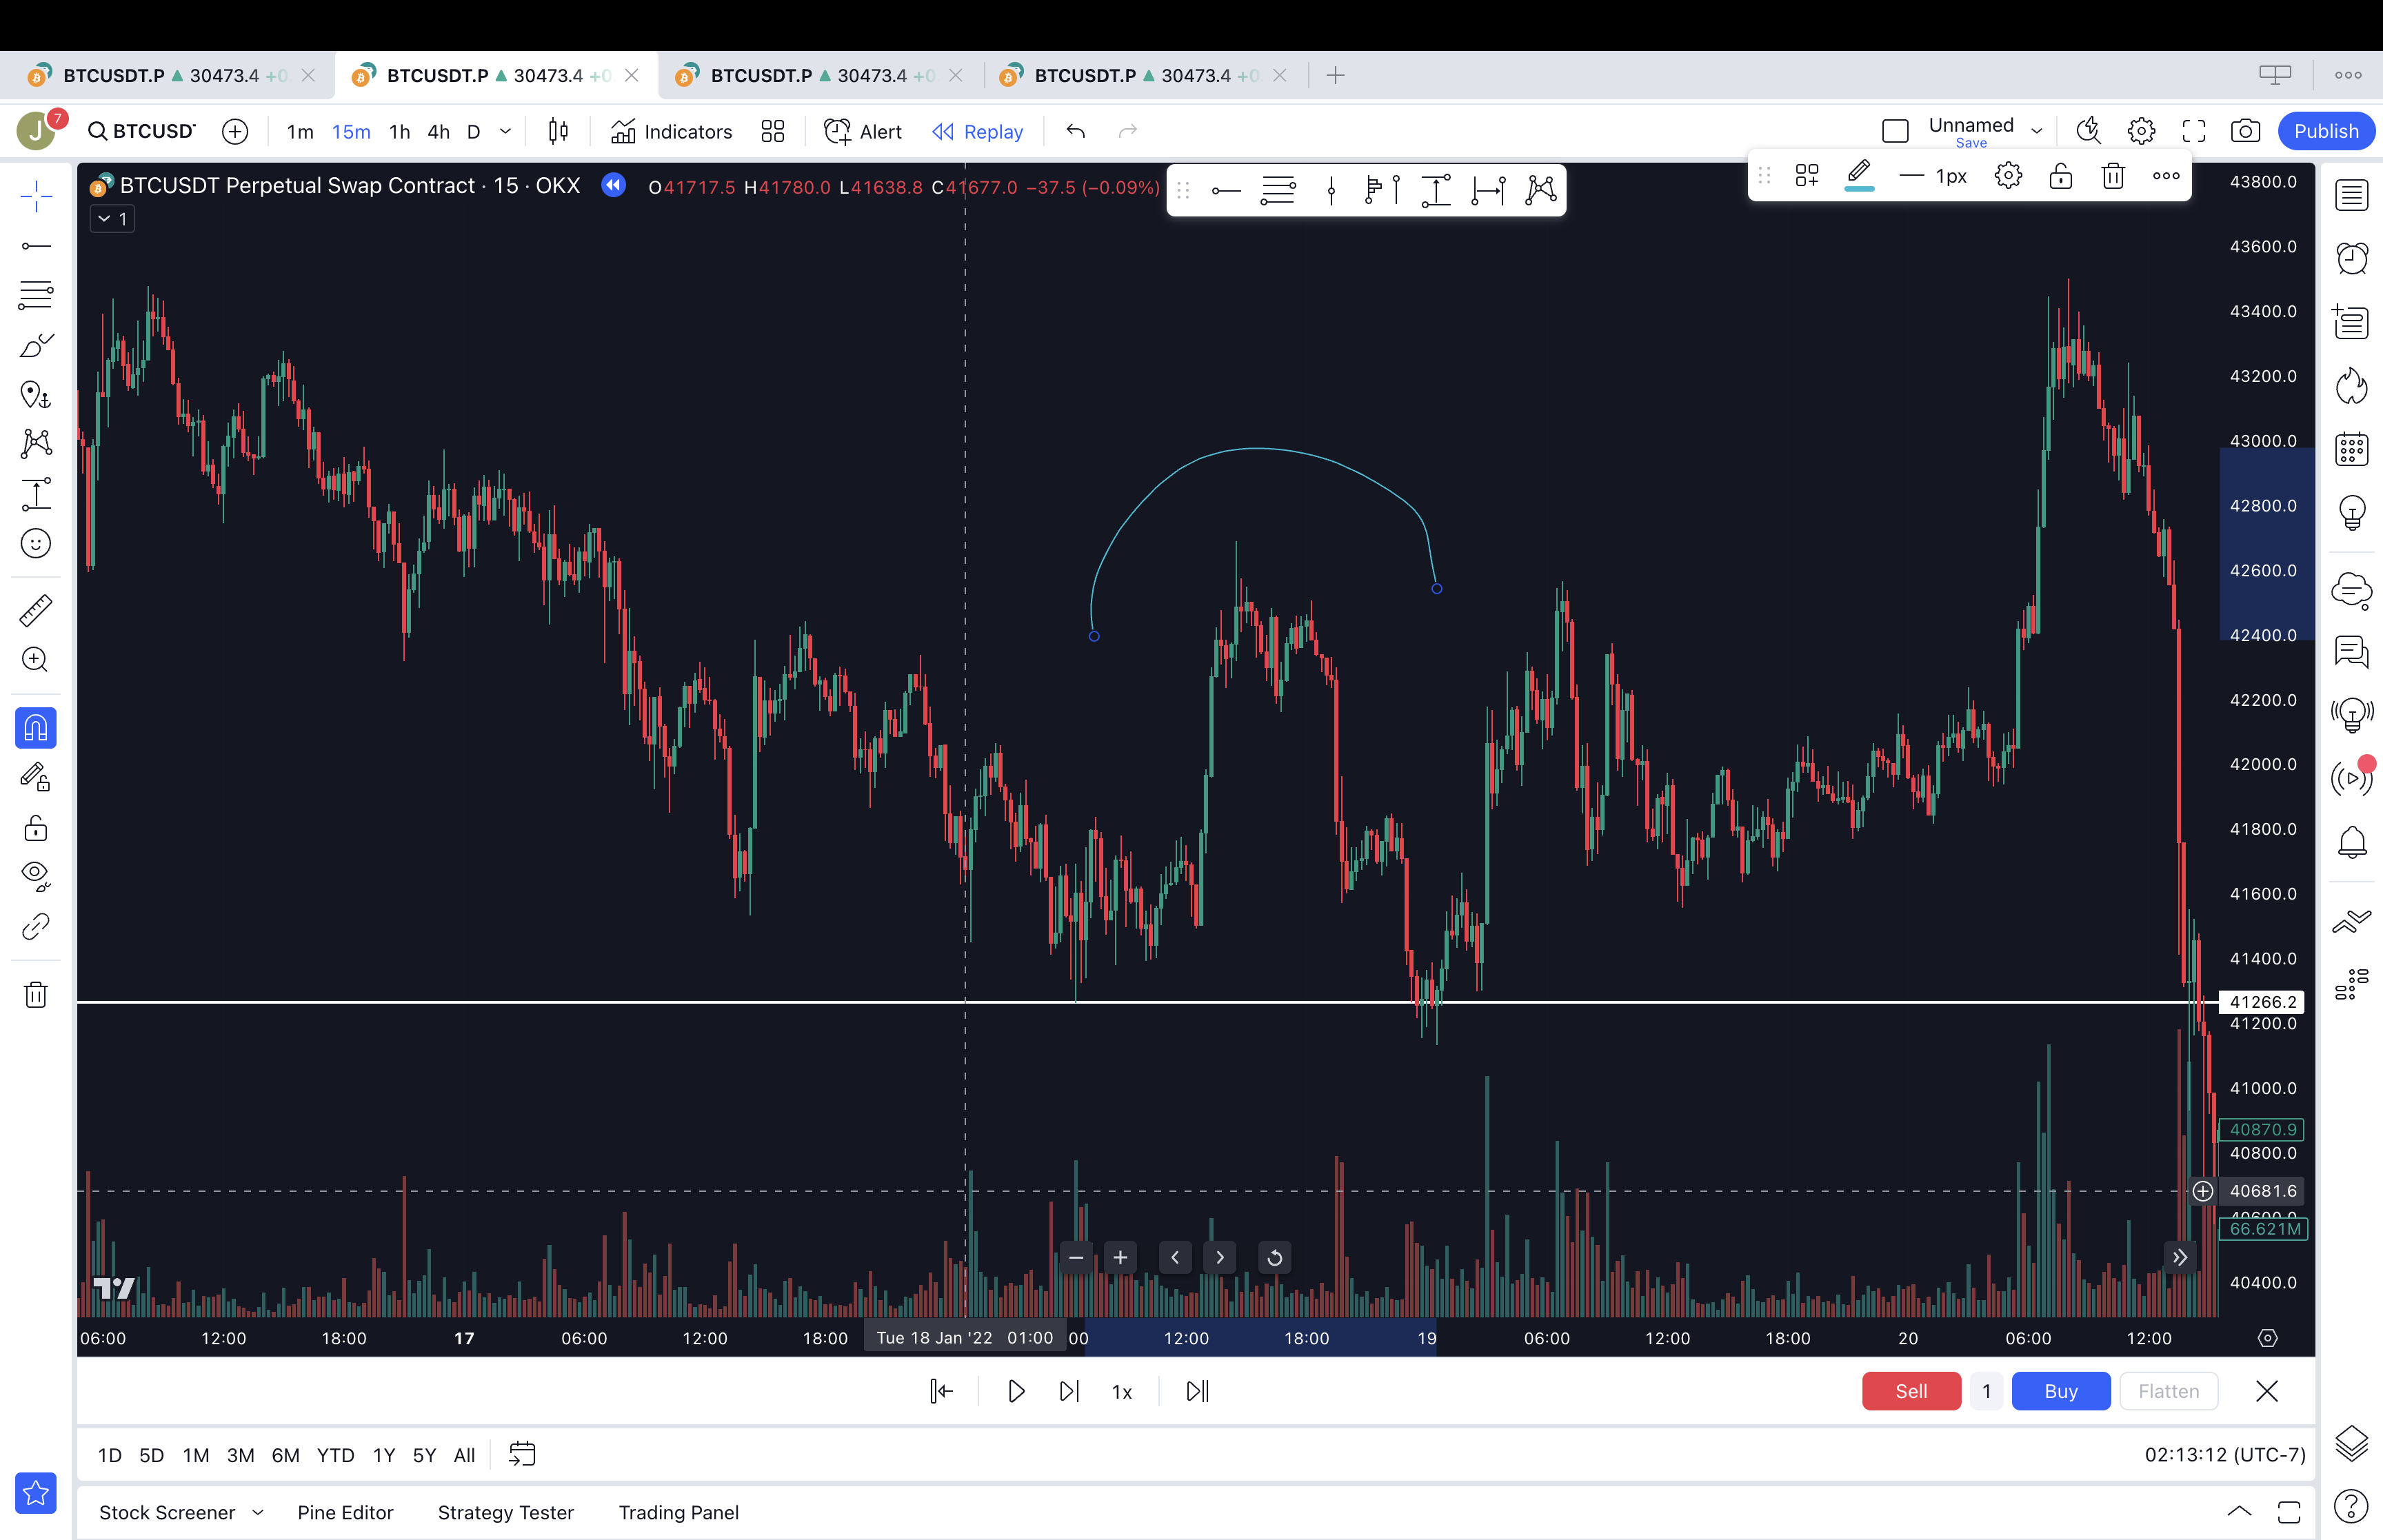 BTCUSDT.P ▲ 30473.4 +0 BTCUSDT.P ▲ 30473.4 +0 BTCUSDT.P ▲ 30473.4 +0 BTCUSDT.P ▲ 30473.4 +0
J 7 BTCUSD 1m 15m 1h 4h D Indicators Alert Replay Unnamed Save Publish
BTCUSDT Perpetual Swap Contract · 15 · OKX O41717.5 H41780.0 L41638.8 C41677.0 −37.5 (−0.09%)
1px
1
43800.0
43600.0
43400.0
43200.0
43000.0
42800.0
42600.0
42400.0
42200.0
42000.0
41800.0
41600.0
41400.0
41266.2
41200.0
41000.0
40870.9
40800.0
40681.6
40600.0
66.621M
40400.0
06:00 12:00 18:00 17 06:00 12:00 18:00 Tue 18 Jan '22 01:00 00 12:00 18:00 19 06:00 12:00 18:00 20 06:00 12:00
1x Sell 1 Buy Flatten
1D 5D 1M 3M 6M YTD 1Y 5Y All 02:13:12 (UTC-7)
Stock Screener Pine Editor Strategy Tester Trading Panel